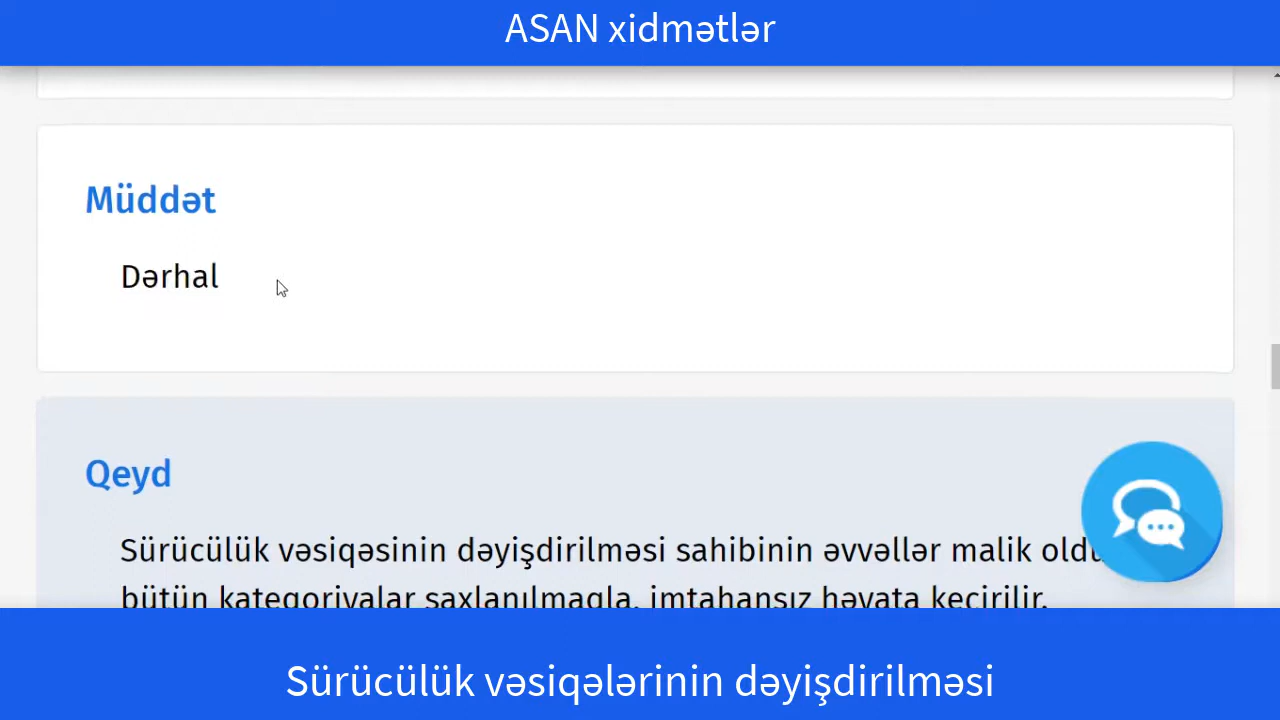 ASAN xidmətlər
Müddət
Dərhal
Qeyd
Sürücülük vəsiqəsinin dəyişdirilməsi sahibinin əvvəllər malik
bütün kateqoriyalar saxlanılmaqla, imtahansız həyata keçirilir.
Sürücülük vəsiqələrinin dəyişdirilməsi